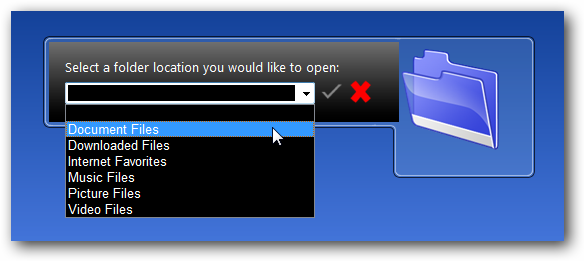 Select a folder location you would like to open:
Document Files
Downloaded Files
Internet Favorites
Music Files
Picture Files
Video Files